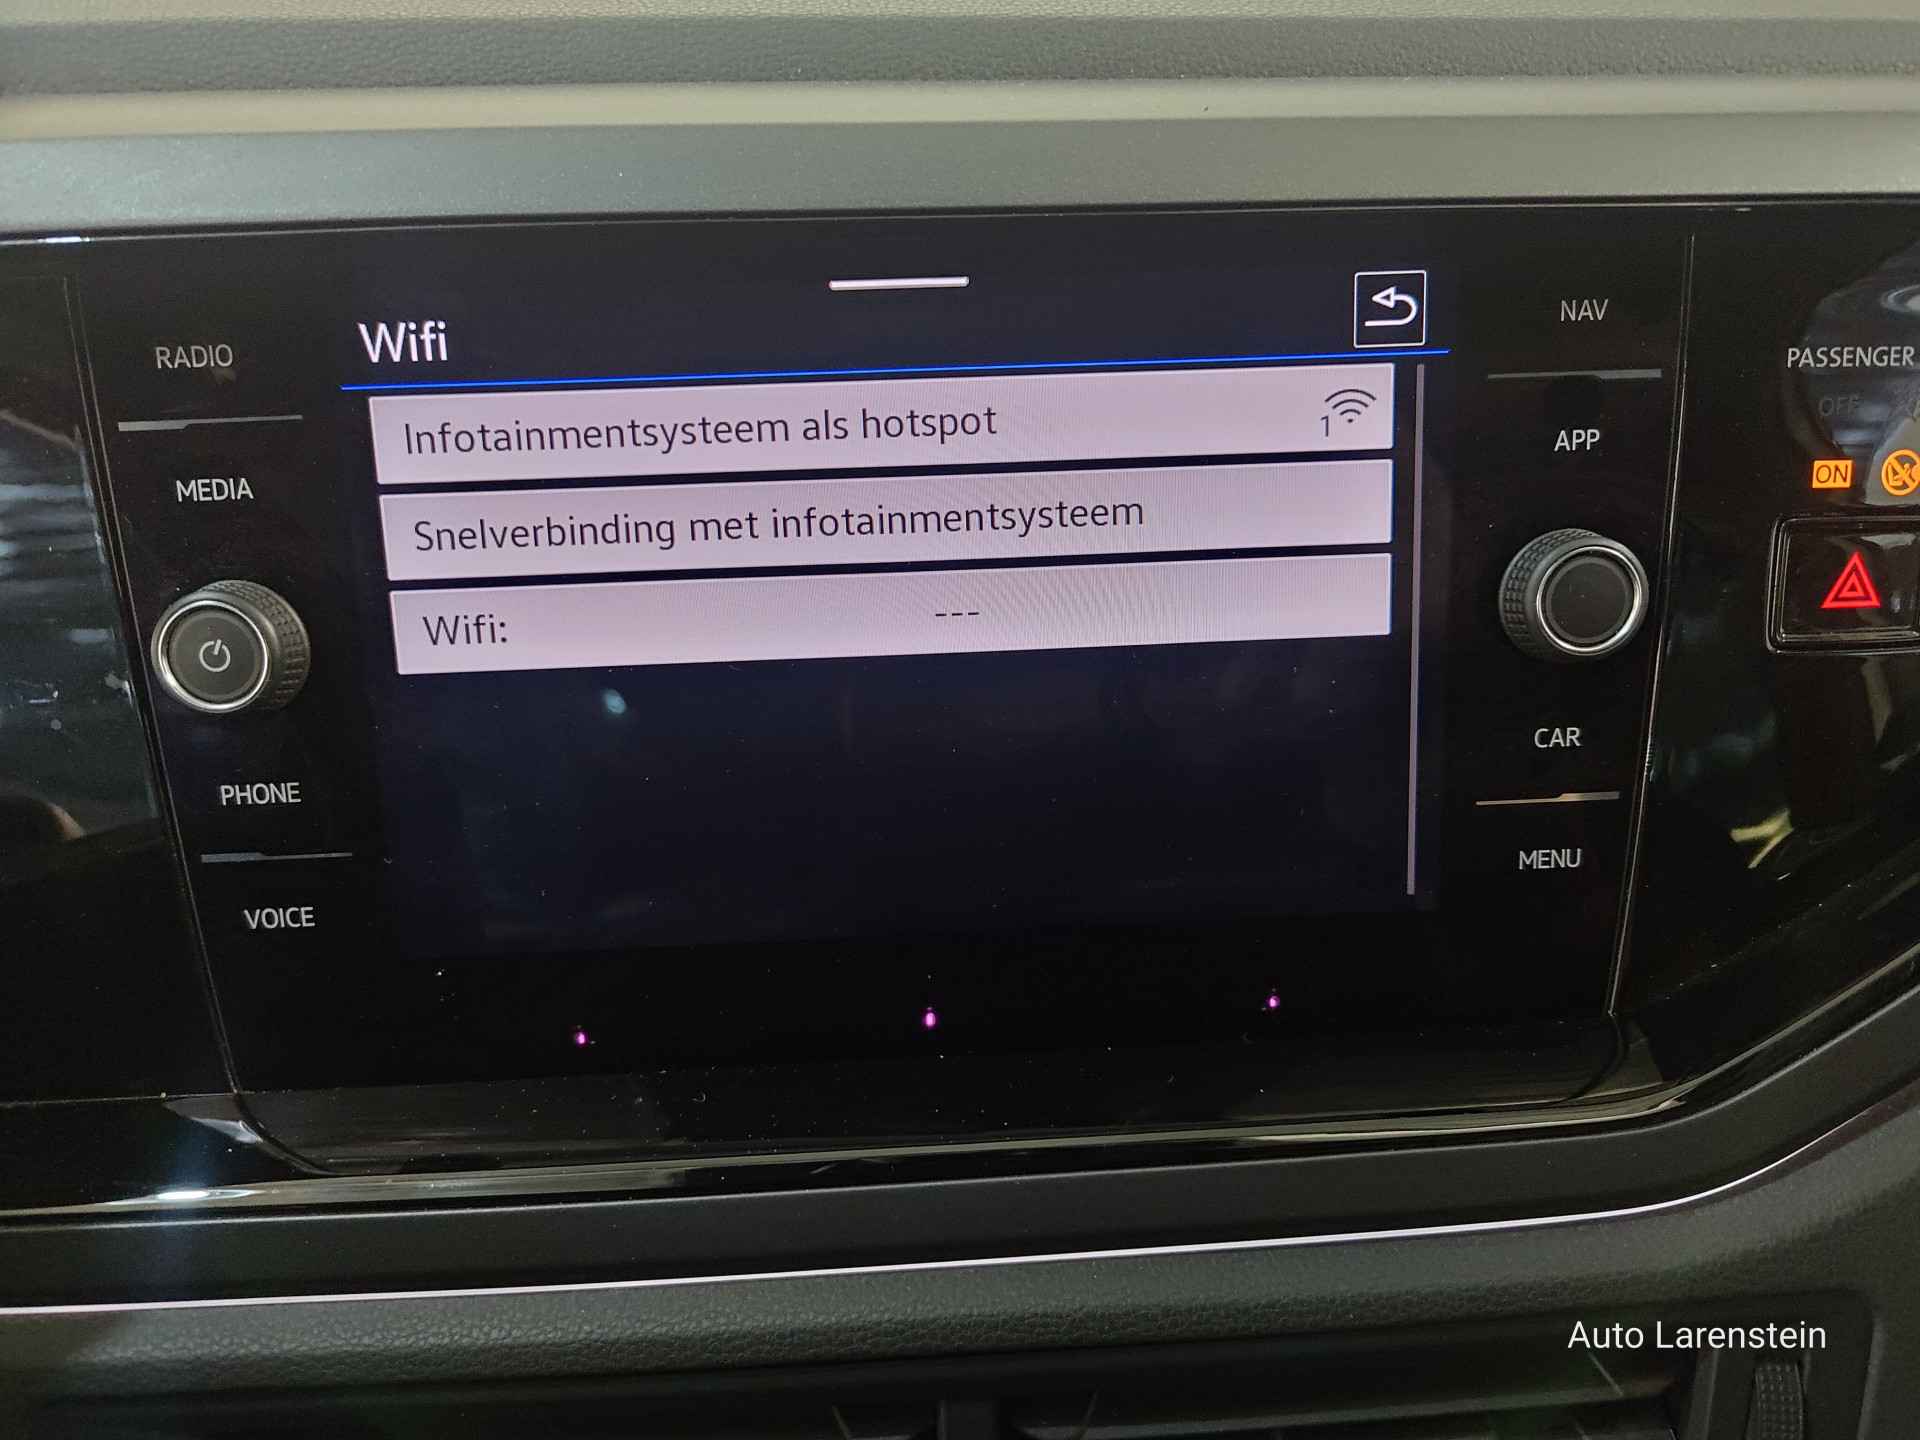 Wifi
Infotainmentsysteem als hotspot 1
Snelverbinding met infotainmentsysteem
Wifi: ---
RADIO
MEDIA
PHONE
VOICE
NAV
APP
CAR
MENU
PASSENGER
OFF
ON
Auto Larenstein